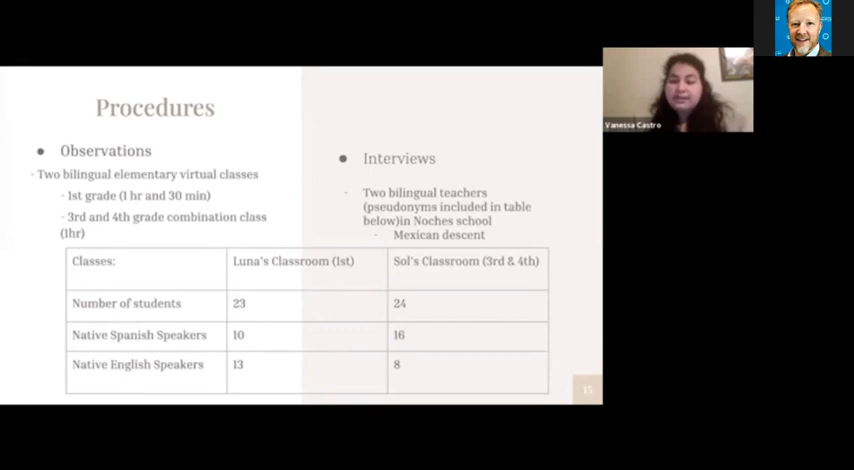 Procedures
● Observations
- Two bilingual elementary virtual classes
- 1st grade (1 hr and 30 min)
- 3rd and 4th grade combination class
(1hr)
● Interviews
- Two bilingual teachers
(pseudonyms included in table
below)in Noches school
- Mexican descent
Classes: Luna's Classroom (1st) Sol's Classroom (3rd & 4th)
Number of students 23 24
Native Spanish Speakers 10 16
Native English Speakers 13 8
15
Vanessa Castro